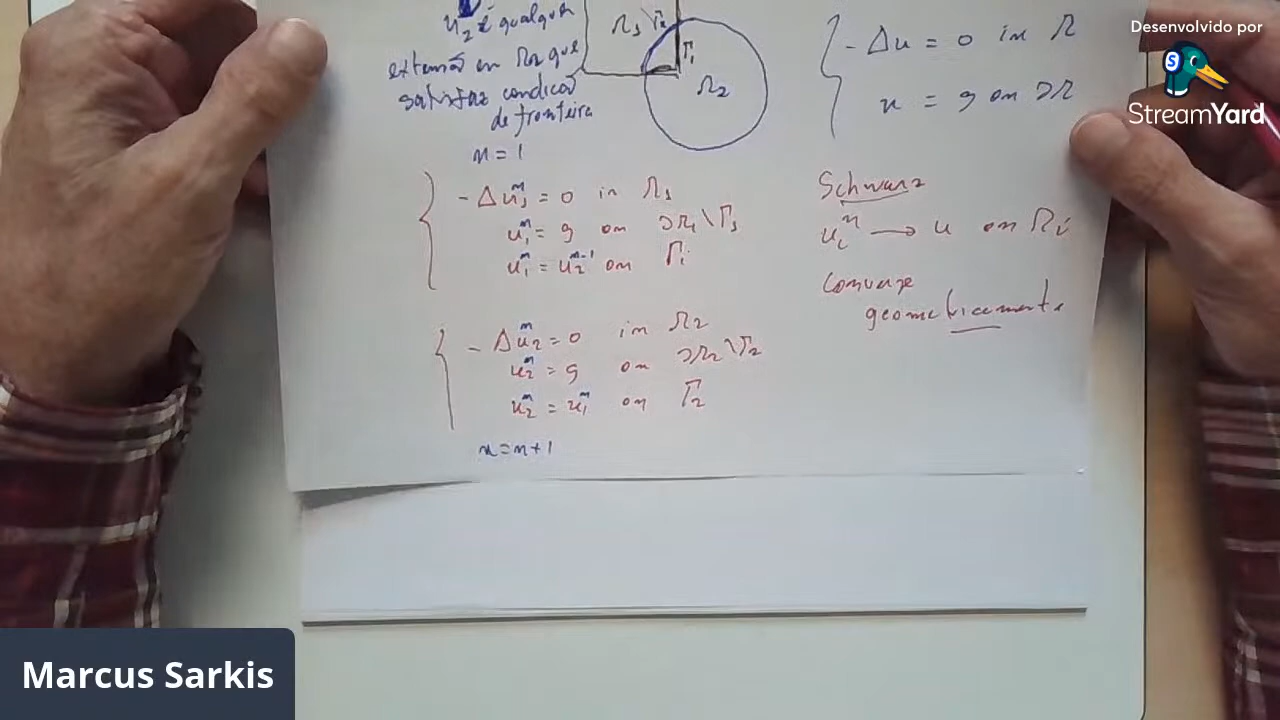 u₂ é qualquer
extensão en Ω₂ que
satisfaz condicão
de fronteira
Ω₁ Γ₂
Γ₁
Ω₂
{ -Δu = 0 in Ω
u = g on ∂Ω
n = 1
{ -Δu₁ⁿ = 0 in Ω₁
u₁ⁿ = g on ∂Ω₁\Γ₁
u₁ⁿ = u₂ⁿ⁻¹ on Γ₁
Schwarz
uᵢⁿ → u on Ωᵢ
Converge
geometricamente
{ -Δu₂ⁿ = 0 in Ω₂
u₂ⁿ = g on ∂Ω₂\Γ₂
u₂ⁿ = u₁ⁿ on Γ₂
n = n+1
Desenvolvido por
StreamYard
Marcus Sarkis